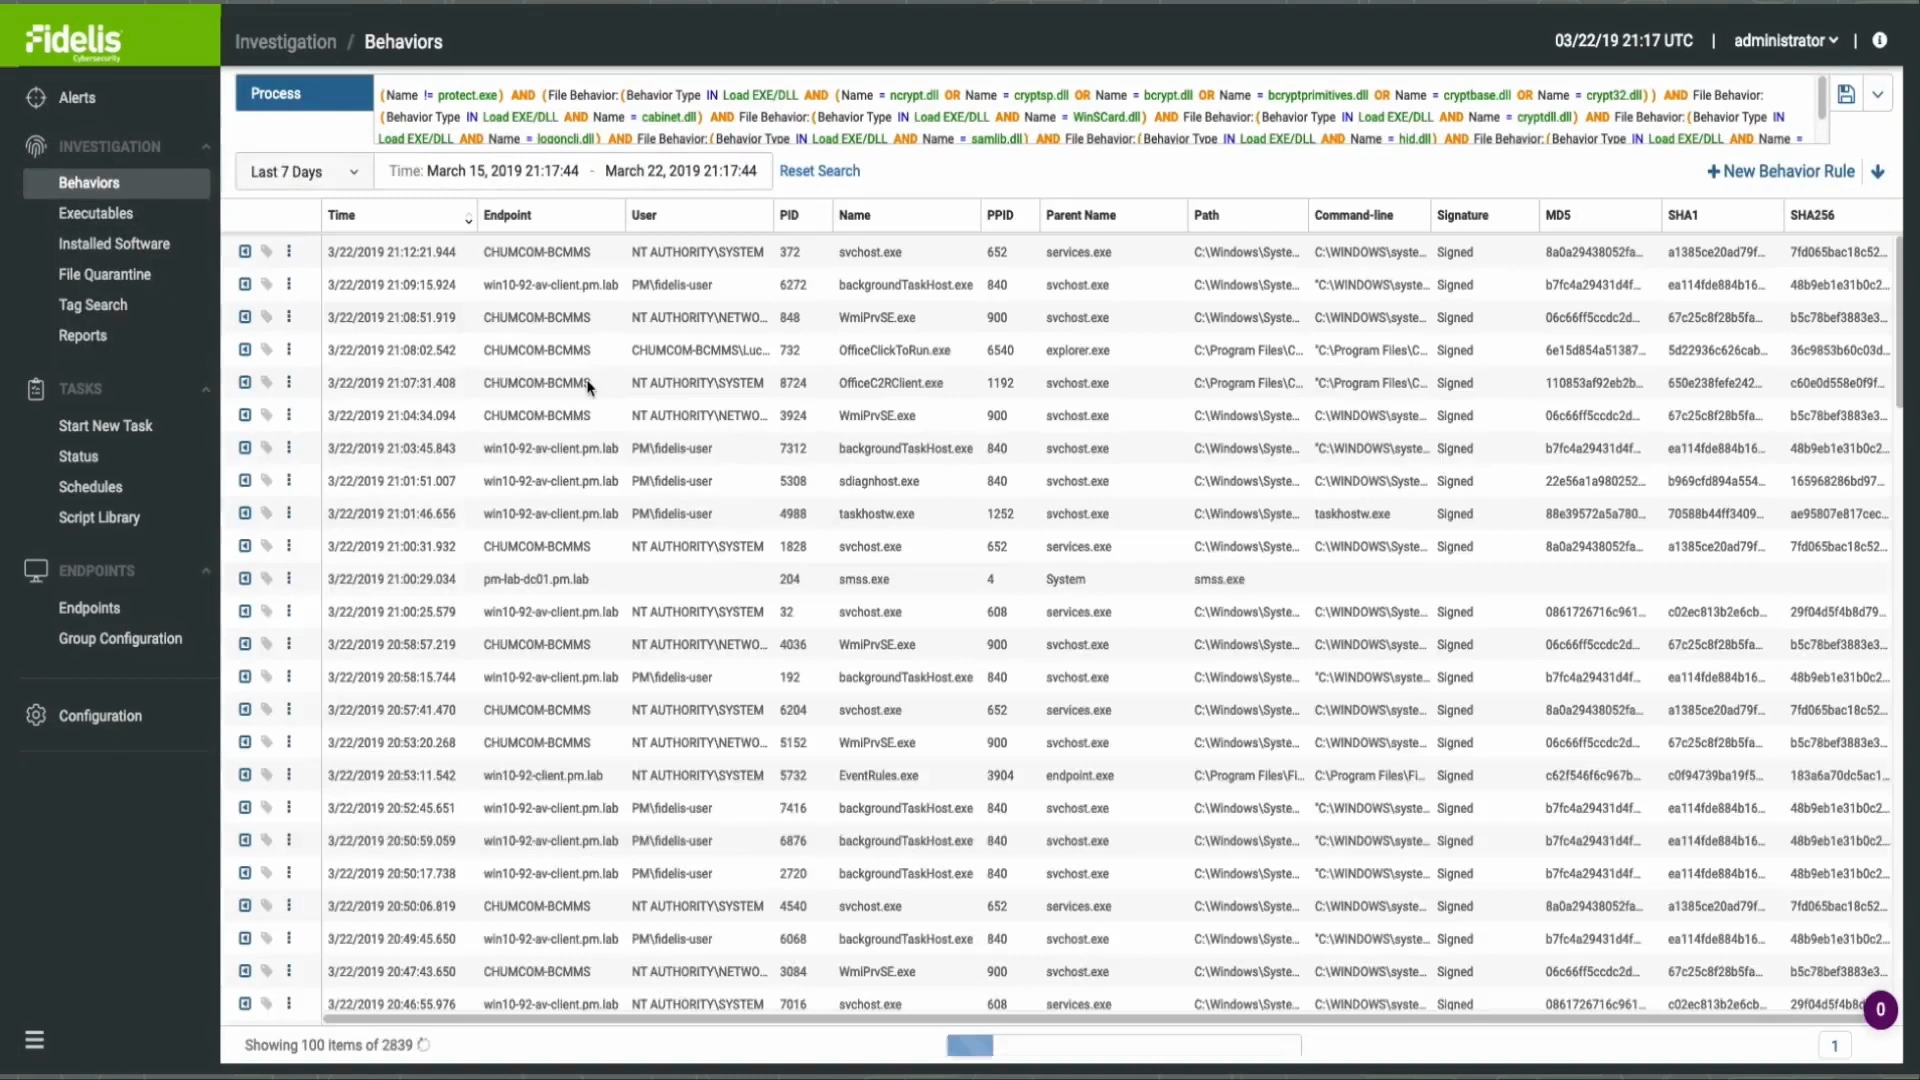 Fidelis
Cybersecurity
Investigation / Behaviors
03/22/19 21:17 UTC | administrator |
Alerts
INVESTIGATION
Behaviors
Executables
Installed Software
File Quarantine
Tag Search
Reports
TASKS
Start New Task
Status
Schedules
Script Library
ENDPOINTS
Endpoints
Group Configuration
Configuration
Process
(Name != protect.exe) AND (File Behavior:(Behavior Type IN Load EXE/DLL AND (Name = ncrypt.dll OR Name = cryptsp.dll OR Name = bcrypt.dll OR Name = bcryptprimitives.dll OR Name = cryptbase.dll OR Name = crypt32.dll)) AND File Behavior:
(Behavior Type IN Load EXE/DLL AND Name = cabinet.dll) AND File Behavior:(Behavior Type IN Load EXE/DLL AND Name = WinSCard.dll) AND File Behavior:(Behavior Type IN Load EXE/DLL AND Name = cryptdll.dll) AND File Behavior:(Behavior Type IN
Load EXE/DLL AND Name = logoncli.dll) AND File Behavior:(Behavior Type IN Load EXE/DLL AND Name = samlib.dll) AND File Behavior:(Behavior Type IN Load EXE/DLL AND Name = hid.dll) AND File Behavior:(Behavior Type IN Load EXE/DLL AND Name =
Last 7 Days Time: March 15, 2019 21:17:44 - March 22, 2019 21:17:44 Reset Search + New Behavior Rule
Time Endpoint User PID Name PPID Parent Name Path Command-line Signature MD5 SHA1 SHA256
3/22/2019 21:12:21.944 CHUMCOM-BCMMS NT AUTHORITY\SYSTEM 372 svchost.exe 652 services.exe C:\Windows\Syste... C:\WINDOWS\syste... Signed 8a0a29438052fa... a1385ce20ad79f... 7fd065bac18c52...
3/22/2019 21:09:15.924 win10-92-av-client.pm.lab PM\fidelis-user 6272 backgroundTaskHost.exe 840 svchost.exe C:\Windows\Syste... "C:\WINDOWS\syste... Signed b7fc4a29431d4f... ea114fde884b16... 48b9eb1e31b0c2...
3/22/2019 21:08:51.919 CHUMCOM-BCMMS NT AUTHORITY\NETWO... 848 WmiPrvSE.exe 900 svchost.exe C:\Windows\Syste... C:\WINDOWS\syste... Signed 06c66ff5ccdc2d... 67c25c8f28b5fa... b5c78bef3883e3...
3/22/2019 21:08:02.542 CHUMCOM-BCMMS CHUMCOM-BCMMS\Luc... 732 OfficeClickToRun.exe 6540 explorer.exe C:\Program Files\C... "C:\Program Files\C... Signed 6e15d854a51387... 5d22936c626cab... 36c9853b60c03d...
3/22/2019 21:07:31.408 CHUMCOM-BCMMS NT AUTHORITY\SYSTEM 8724 OfficeC2RClient.exe 1192 svchost.exe C:\Program Files\C... "C:\Program Files\C... Signed 110853af92eb2b... 650e238fefe242... c60e0d558e0f9f...
3/22/2019 21:04:34.094 CHUMCOM-BCMMS NT AUTHORITY\NETWO... 3924 WmiPrvSE.exe 900 svchost.exe C:\Windows\Syste... C:\WINDOWS\syste... Signed 06c66ff5ccdc2d... 67c25c8f28b5fa... b5c78bef3883e3...
3/22/2019 21:03:45.843 win10-92-av-client.pm.lab PM\fidelis-user 7312 backgroundTaskHost.exe 840 svchost.exe C:\Windows\Syste... "C:\WINDOWS\syste... Signed b7fc4a29431d4f... ea114fde884b16... 48b9eb1e31b0c2...
3/22/2019 21:01:51.007 win10-92-av-client.pm.lab PM\fidelis-user 5308 sdiagnhost.exe 840 svchost.exe C:\Windows\Syste... C:\WINDOWS\Syste... Signed 22e56a1a980252... b969cfd894a554... 165968286bd97...
3/22/2019 21:01:46.656 win10-92-av-client.pm.lab PM\fidelis-user 4988 taskhostw.exe 1252 svchost.exe C:\Windows\Syste... taskhostw.exe Signed 88e39572a5a780... 70588b44ff3409... ae95807e817cec...
3/22/2019 21:00:31.932 CHUMCOM-BCMMS NT AUTHORITY\SYSTEM 1828 svchost.exe 652 services.exe C:\Windows\Syste... C:\WINDOWS\Syste... Signed 8a0a29438052fa... a1385ce20ad79f... 7fd065bac18c52...
3/22/2019 21:00:29.034 pm-lab-dc01.pm.lab 204 smss.exe 4 System smss.exe
3/22/2019 21:00:25.579 win10-92-av-client.pm.lab NT AUTHORITY\SYSTEM 32 svchost.exe 608 services.exe C:\Windows\Syste... C:\WINDOWS\Syste... Signed 0861726716c961... c02ec813b2e6cb... 29f04d5f4b8d79...
3/22/2019 20:58:57.219 CHUMCOM-BCMMS NT AUTHORITY\NETWO... 4036 WmiPrvSE.exe 900 svchost.exe C:\Windows\Syste... C:\WINDOWS\syste... Signed 06c66ff5ccdc2d... 67c25c8f28b5fa... b5c78bef3883e3...
3/22/2019 20:58:15.744 win10-92-av-client.pm.lab PM\fidelis-user 192 backgroundTaskHost.exe 840 svchost.exe C:\Windows\Syste... "C:\WINDOWS\syste... Signed b7fc4a29431d4f... ea114fde884b16... 48b9eb1e31b0c2...
3/22/2019 20:57:41.470 CHUMCOM-BCMMS NT AUTHORITY\SYSTEM 6204 svchost.exe 652 services.exe C:\Windows\Syste... C:\WINDOWS\syste... Signed 8a0a29438052fa... a1385ce20ad79f... 7fd065bac18c52...
3/22/2019 20:53:20.268 CHUMCOM-BCMMS NT AUTHORITY\NETWO... 5152 WmiPrvSE.exe 900 svchost.exe C:\Windows\Syste... C:\WINDOWS\syste... Signed 06c66ff5ccdc2d... 67c25c8f28b5fa... b5c78bef3883e3...
3/22/2019 20:53:11.542 win10-92-client.pm.lab NT AUTHORITY\SYSTEM 5732 EventRules.exe 3904 endpoint.exe C:\Program Files\Fi... C:\Program Files\Fi... Signed c62f546f6c967b... c0f94739ba19f5... 183a6a70dc5ac1...
3/22/2019 20:52:45.651 win10-92-av-client.pm.lab PM\fidelis-user 7416 backgroundTaskHost.exe 840 svchost.exe C:\Windows\Syste... "C:\WINDOWS\syste... Signed b7fc4a29431d4f... ea114fde884b16... 48b9eb1e31b0c2...
3/22/2019 20:50:59.059 win10-92-av-client.pm.lab PM\fidelis-user 6876 backgroundTaskHost.exe 840 svchost.exe C:\Windows\Syste... "C:\WINDOWS\syste... Signed b7fc4a29431d4f... ea114fde884b16... 48b9eb1e31b0c2...
3/22/2019 20:50:17.738 win10-92-av-client.pm.lab PM\fidelis-user 2720 backgroundTaskHost.exe 840 svchost.exe C:\Windows\Syste... "C:\WINDOWS\syste... Signed b7fc4a29431d4f... ea114fde884b16... 48b9eb1e31b0c2...
3/22/2019 20:50:06.819 CHUMCOM-BCMMS NT AUTHORITY\SYSTEM 4540 svchost.exe 652 services.exe C:\Windows\Syste... C:\WINDOWS\syste... Signed 8a0a29438052fa... a1385ce20ad79f... 7fd065bac18c52...
3/22/2019 20:49:45.650 win10-92-av-client.pm.lab PM\fidelis-user 6068 backgroundTaskHost.exe 840 svchost.exe C:\Windows\Syste... "C:\WINDOWS\syste... Signed b7fc4a29431d4f... ea114fde884b16... 48b9eb1e31b0c2...
3/22/2019 20:47:43.650 CHUMCOM-BCMMS NT AUTHORITY\NETWO... 3084 WmiPrvSE.exe 900 svchost.exe C:\Windows\Syste... C:\WINDOWS\syste... Signed 06c66ff5ccdc2d... 67c25c8f28b5fa... b5c78bef3883e3...
3/22/2019 20:46:55.976 win10-92-av-client.pm.lab NT AUTHORITY\SYSTEM 7016 svchost.exe 608 services.exe C:\Windows\Syste... C:\WINDOWS\syste... Signed 0861726716c961... c02ec813b2e6cb... 29f04d5f4b8d
0
Showing 100 items of 2839
1